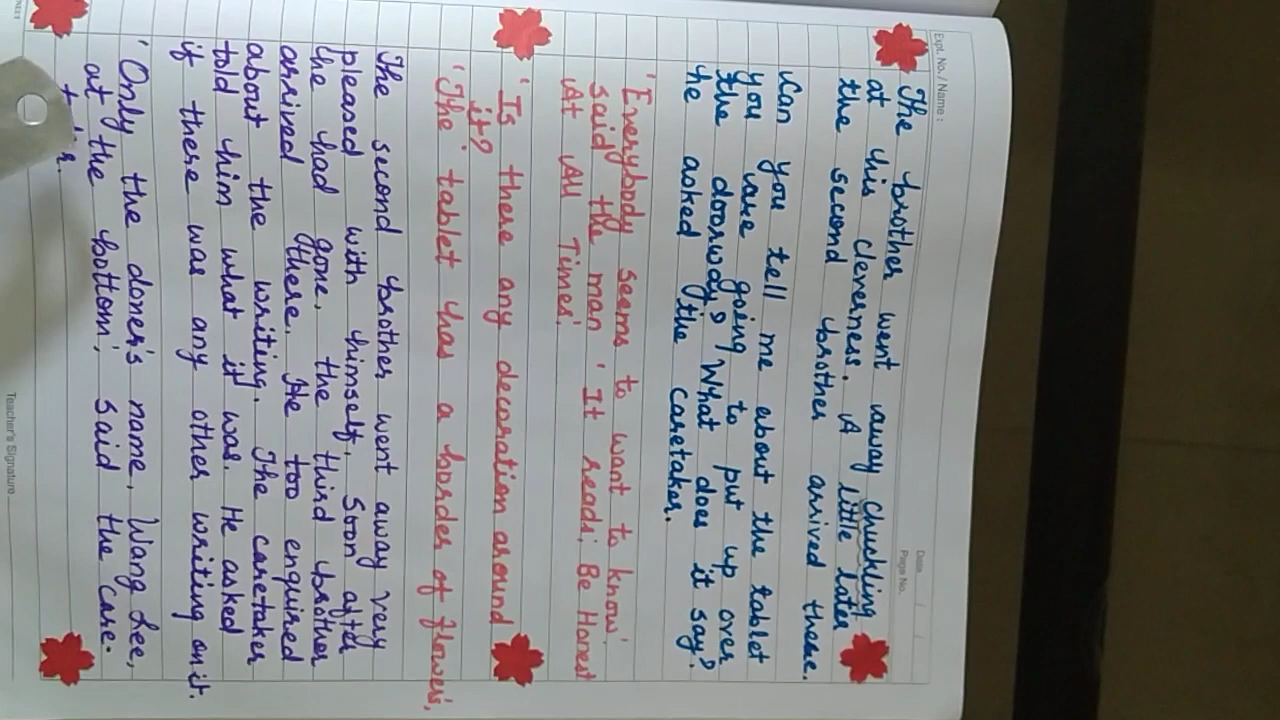 Expt. No. / Name :
Date / /
Page No.
The brother went away chuckling
at his cleverness. A little later
the second brother arrived there.
Can you tell me about the tablet
you are going to put up over
the doorway? What does it say?
he asked the caretaker.
'Everybody seems to want to know'
said the man 'It reads: Be Honest
At All Times'.
'Is there any decoration around
it?
'The tablet has a border of flowers',
The second brother went away very
pleased with himself. Soon after
he had gone, the third brother
arrived there. He too enquired
about the writing. The caretaker
told him what it was. He asked
if there was any other writing on it.
'Only the doner's name, Wang Lee,
at the bottom', said the care-
Teacher's Signature